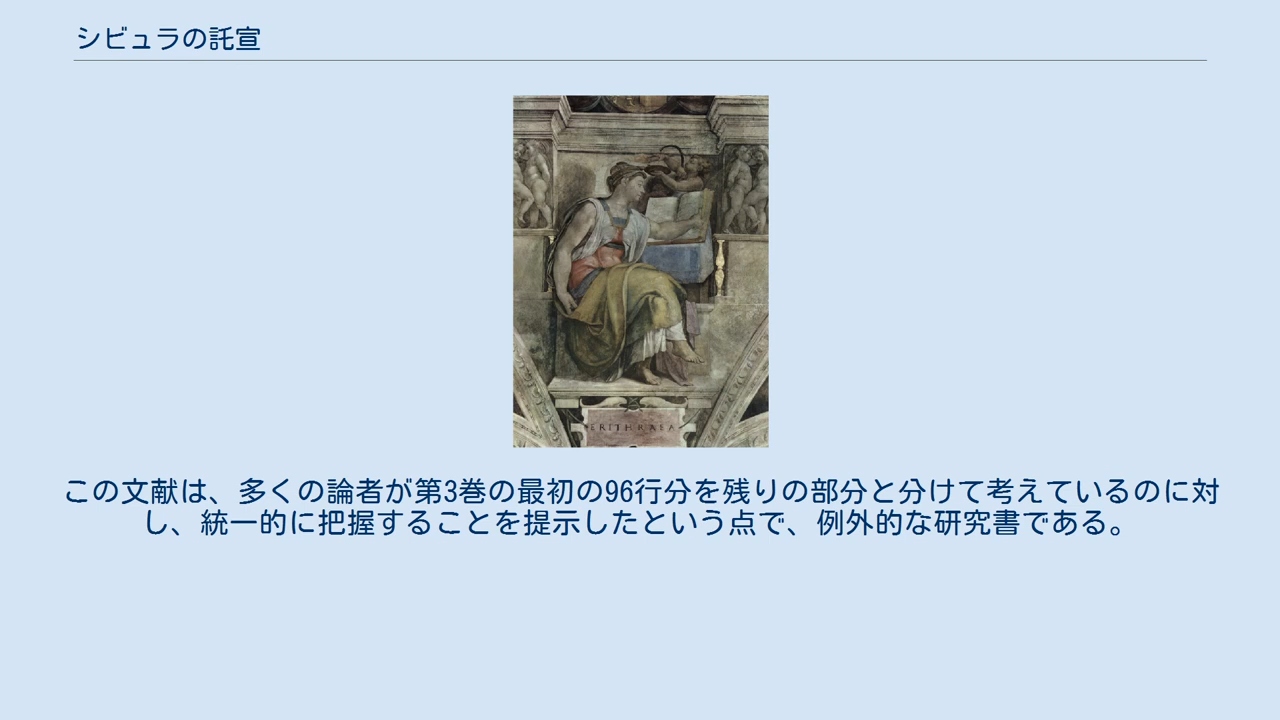 シビュラの託宣
ERITHRAEA
この文献は、多くの論者が第3巻の最初の96行分を残りの部分と分けて考えているのに対
し、統一的に把握することを提示したという点で、例外的な研究書である。